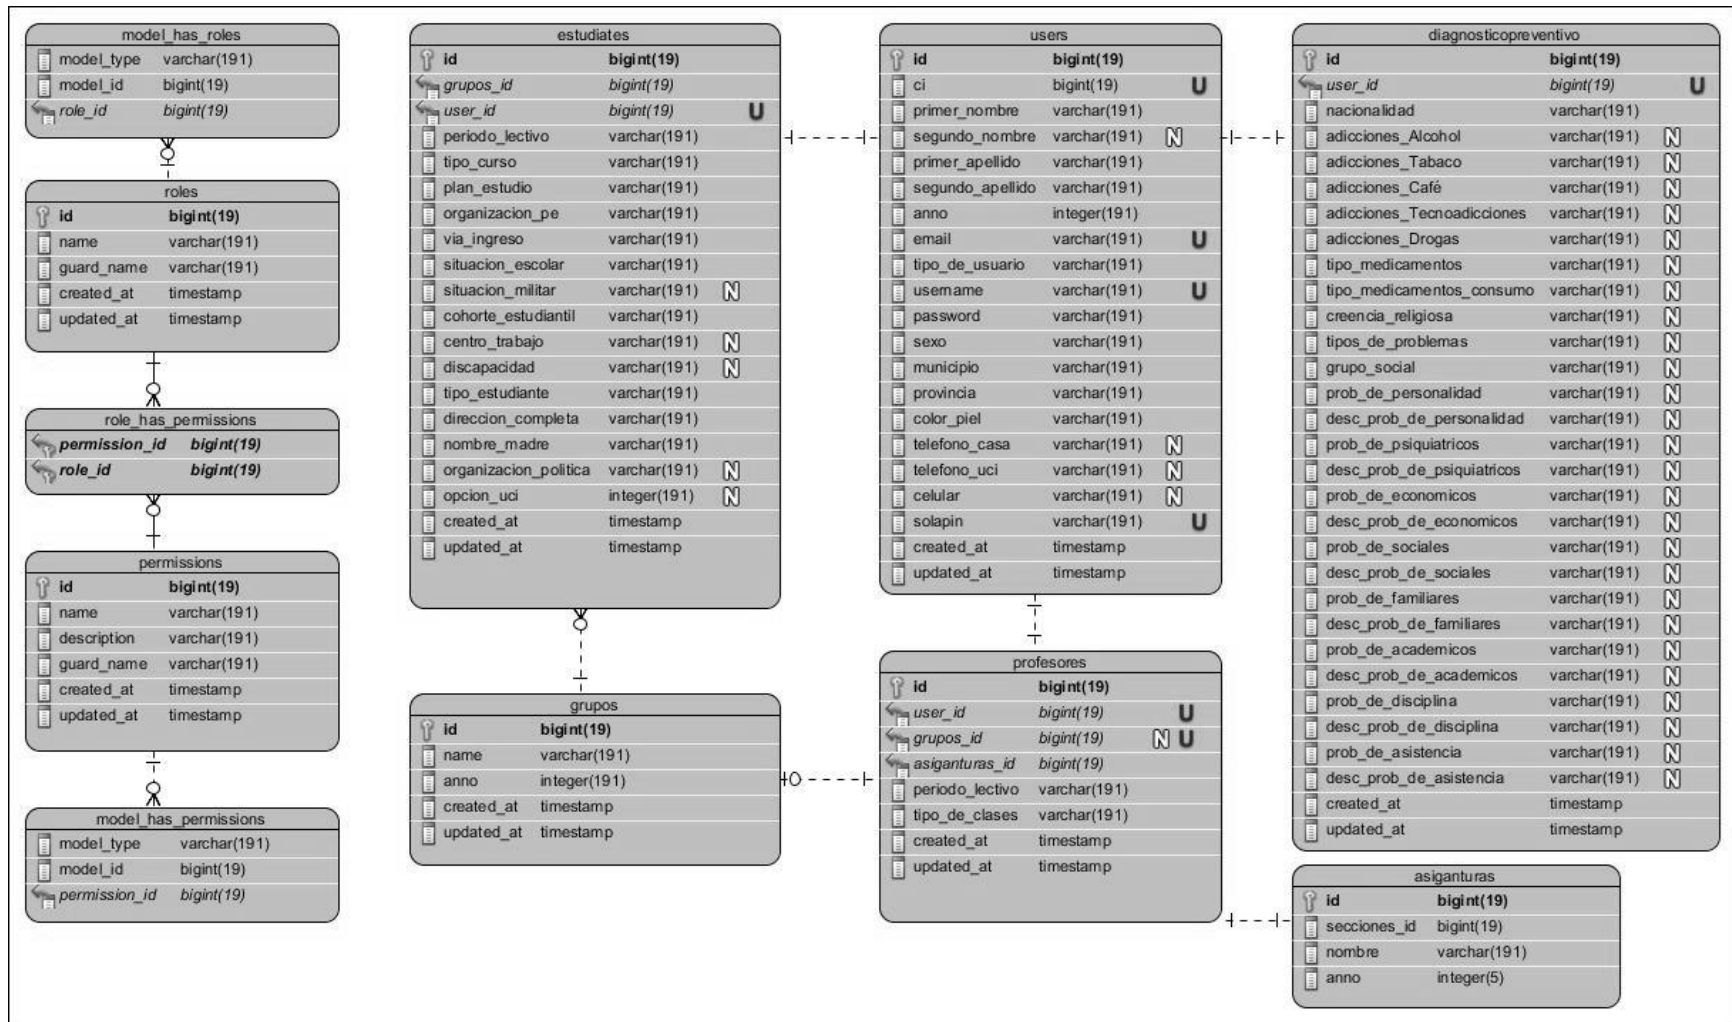 model_has_roles
model_type varchar(191)
model_id bigint(19)
role_id bigint(19)
roles
id bigint(19)
name varchar(191)
guard_name varchar(191)
created_at timestamp
updated_at timestamp
role_has_permissions
permission_id bigint(19)
role_id bigint(19)
permissions
id bigint(19)
name varchar(191)
description varchar(191)
guard_name varchar(191)
created_at timestamp
updated_at timestamp
model_has_permissions
model_type varchar(191)
model_id bigint(19)
permission_id bigint(19)
estudiates
id bigint(19)
grupos_id bigint(19)
user_id bigint(19) U
periodo_lectivo varchar(191)
tipo_curso varchar(191)
plan_estudio varchar(191)
organizacion_pe varchar(191)
via_ingreso varchar(191)
situacion_escolar varchar(191)
situacion_militar varchar(191) N
cohorte_estudiantil varchar(191)
centro_trabajo varchar(191) N
discapacidad varchar(191) N
tipo_estudiante varchar(191)
direccion_completa varchar(191)
nombre_madre varchar(191)
organizacion_politica varchar(191) N
opcion_uci integer(191) N
created_at timestamp
updated_at timestamp
grupos
id bigint(19)
name varchar(191)
anno integer(191)
created_at timestamp
updated_at timestamp
users
id bigint(19)
ci bigint(19) U
primer_nombre varchar(191)
segundo_nombre varchar(191) N
primer_apellido varchar(191)
segundo_apellido varchar(191)
anno integer(191)
email varchar(191) U
tipo_de_usuario varchar(191)
username varchar(191) U
password varchar(191)
sexo varchar(191)
municipio varchar(191)
provincia varchar(191)
color_piel varchar(191)
telefono_casa varchar(191) N
telefono_uci varchar(191) N
celular varchar(191) N
solapin varchar(191) U
created_at timestamp
updated_at timestamp
profesores
id bigint(19)
user_id bigint(19) U
grupos_id bigint(19) N U
asiganturas_id bigint(19)
periodo_lectivo varchar(191)
tipo_de_clases varchar(191)
created_at timestamp
updated_at timestamp
diagnosticopreventivo
id bigint(19)
user_id bigint(19) U
nacionalidad varchar(191)
adicciones_Alcohol varchar(191) N
adicciones_Tabaco varchar(191) N
adicciones_Café varchar(191) N
adicciones_Tecnoadicciones varchar(191) N
adicciones_Drogas varchar(191) N
tipo_medicamentos varchar(191) N
tipo_medicamentos_consumo varchar(191) N
creencia_religiosa varchar(191) N
tipos_de_problemas varchar(191) N
grupo_social varchar(191) N
prob_de_personalidad varchar(191) N
desc_prob_de_personalidad varchar(191) N
prob_de_psiquiatricos varchar(191) N
desc_prob_de_psiquiatricos varchar(191) N
prob_de_economicos varchar(191) N
desc_prob_de_economicos varchar(191) N
prob_de_sociales varchar(191) N
desc_prob_de_sociales varchar(191) N
prob_de_familiares varchar(191) N
desc_prob_de_familiares varchar(191) N
prob_de_academicos varchar(191) N
desc_prob_de_academicos varchar(191) N
prob_de_disciplina varchar(191) N
desc_prob_de_disciplina varchar(191) N
prob_de_asistencia varchar(191) N
desc_prob_de_asistencia varchar(191) N
created_at timestamp
updated_at timestamp
asiganturas
id bigint(19)
secciones_id bigint(19)
nombre varchar(191)
anno integer(5)